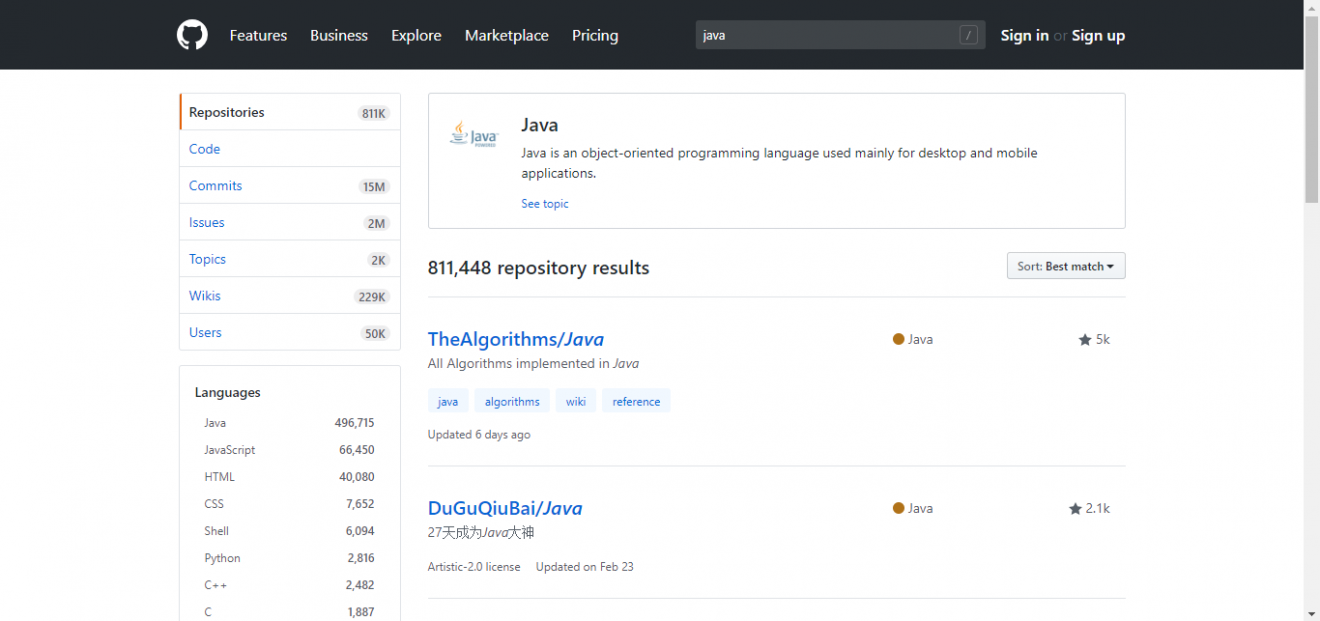 Features Business Explore Marketplace Pricing java / Sign in or Sign up
Repositories 811K
Code
Commits 15M
Issues 2M
Topics 2K
Wikis 229K
Users 50K
Languages
Java 496,715
JavaScript 66,450
HTML 40,080
CSS 7,652
Shell 6,094
Python 2,816
C++ 2,482
C 1,887
Java
POWERED
Java
Java is an object-oriented programming language used mainly for desktop and mobile
applications.
See topic
811,448 repository results
Sort: Best match
TheAlgorithms/Java Java 5k
All Algorithms implemented in Java
java algorithms wiki reference
Updated 6 days ago
DuGuQiuBai/Java Java 2.1k
27天成为Java大神
Artistic-2.0 license Updated on Feb 23